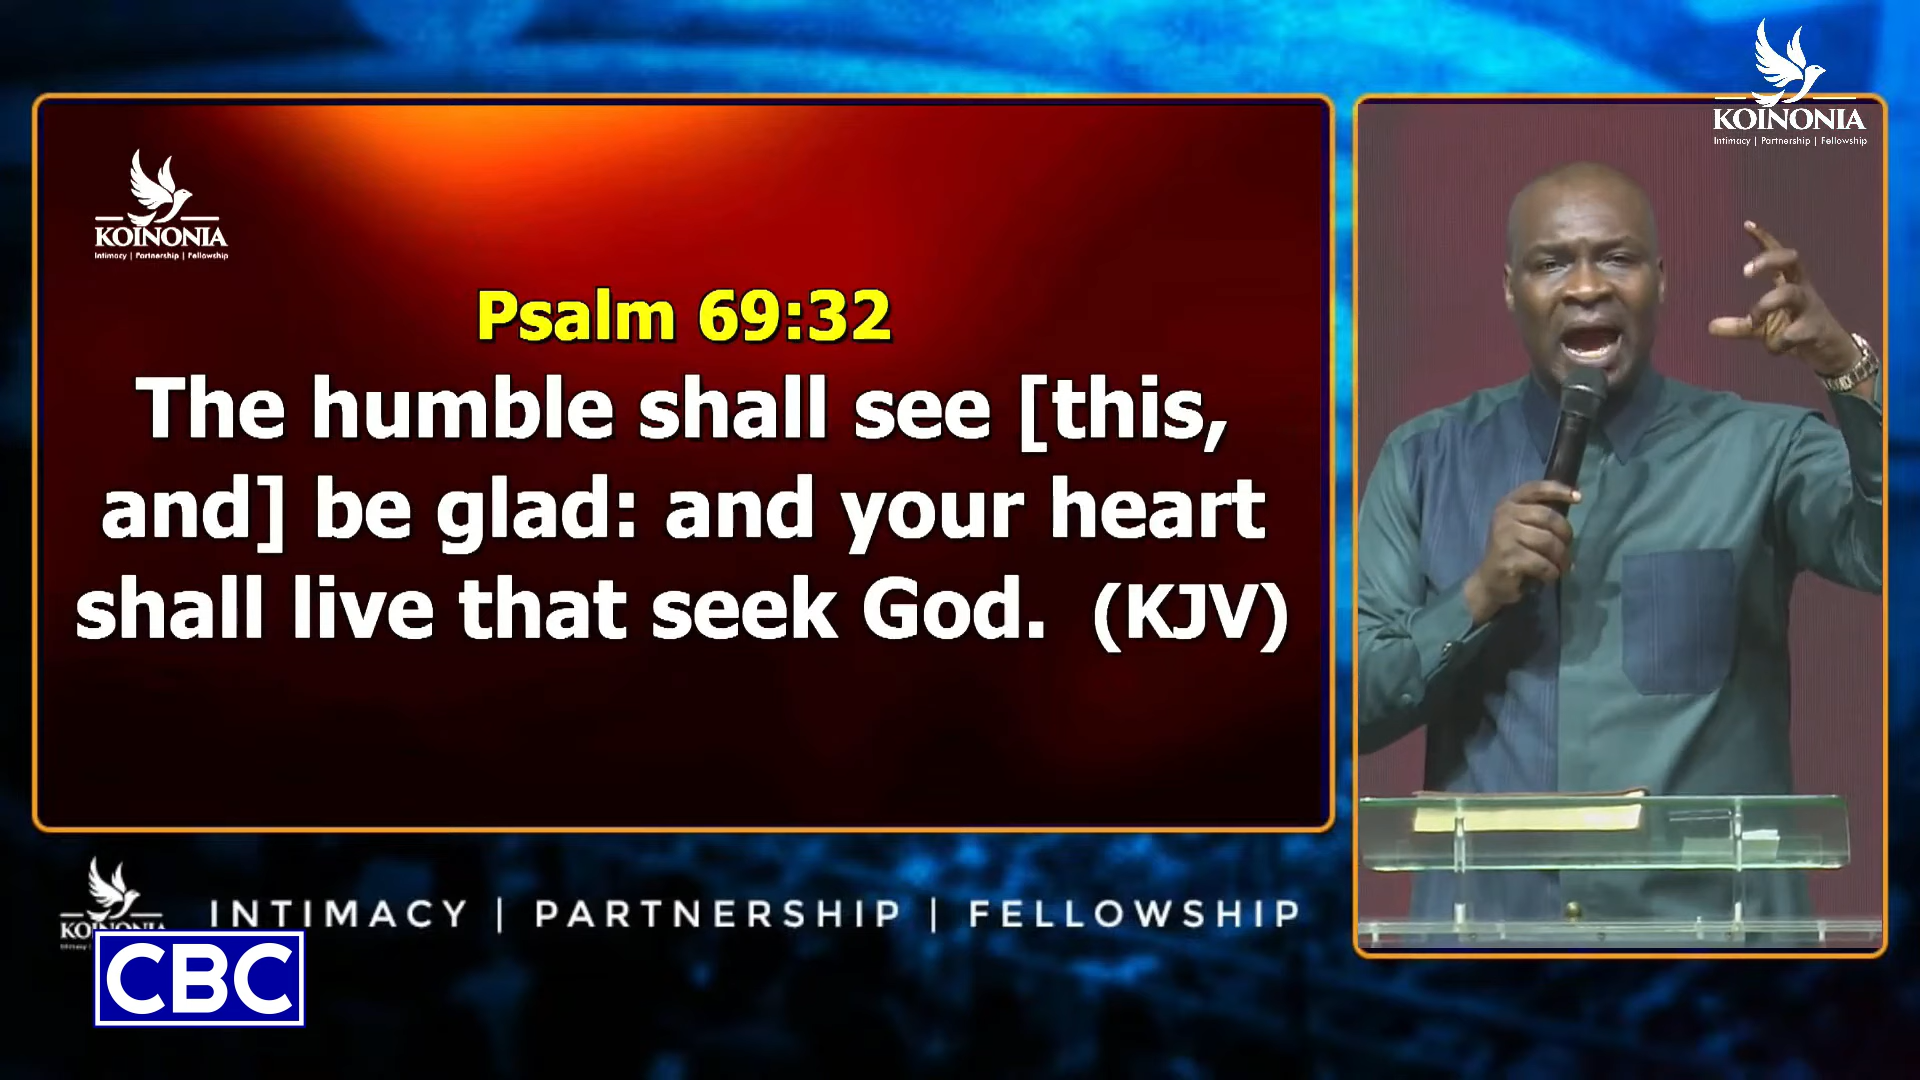 KOINONIA
Intimacy | Partnership | Fellowship
KOINONIA
Intimacy | Partnership | Fellowship
Psalm 69:32
The humble shall see [this,
and] be glad: and your heart
shall live that seek God. (KJV)
KOINONIA
INTIMACY | PARTNERSHIP | FELLOWSHIP
CBC